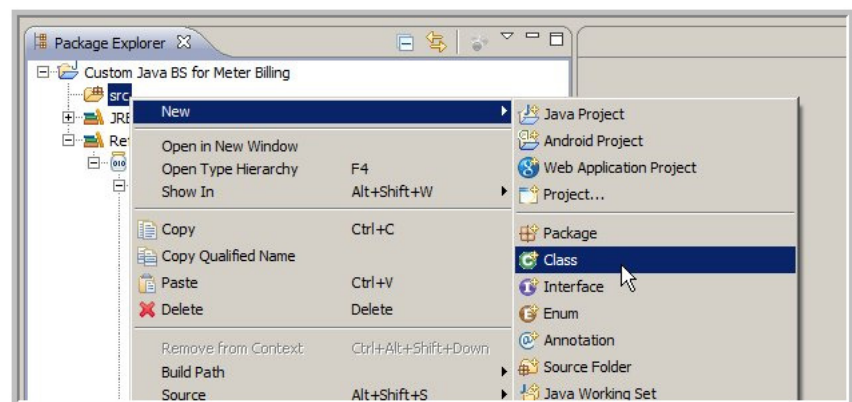 Package Explorer
Custom Java BS for Meter Billing
src
JRE
Ref
New
Open in New Window
Open Type Hierarchy F4
Show In Alt+Shift+W
Copy Ctrl+C
Copy Qualified Name
Paste Ctrl+V
Delete Delete
Remove from Context Ctrl+Alt+Shift+Down
Build Path
Source Alt+Shift+S
Java Project
Android Project
Web Application Project
Project...
Package
Class
Interface
Enum
Annotation
Source Folder
Java Working Set